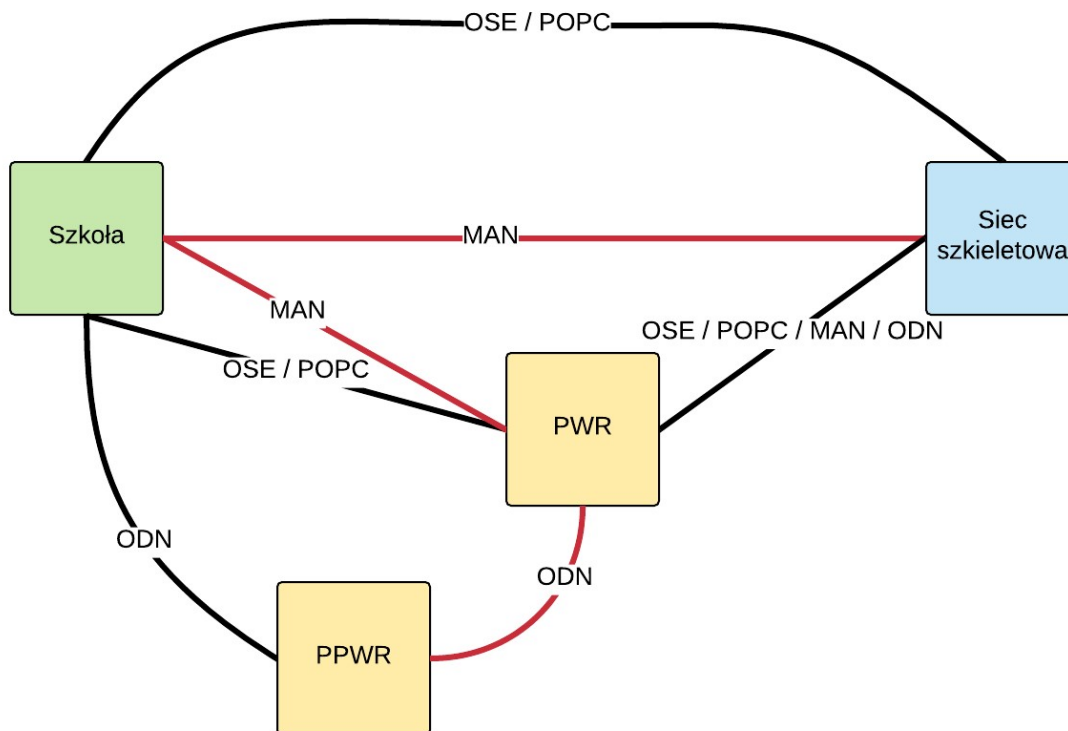 OSE / POPC
Szkoła
Siec
szkieletowa
MAN
MAN
OSE / POPC / MAN / ODN
OSE / POPC
PWR
ODN
ODN
PPWR